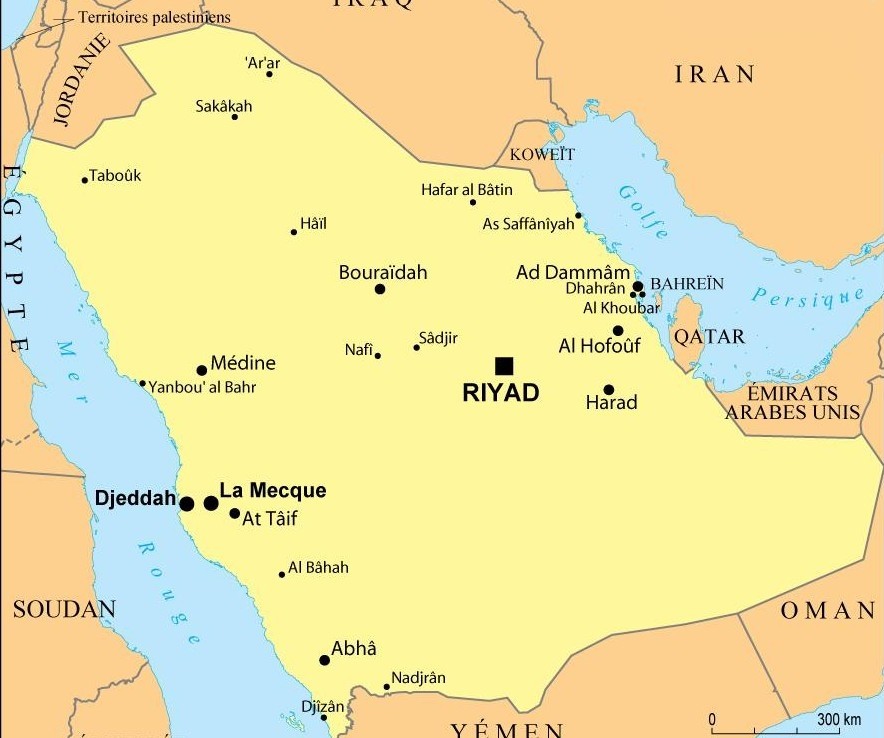 IRAQ
Territoires palestiniens
JORDANIE
'Ar'ar
IRAN
Sakâkah
KOWEÏT
ÉGYPTE
Taboûk
Hafar al Bâtin
Golfe
Hâïl
As Saffânîyah
Bouraïdah
Ad Dammâm
Dhahrân
BAHREÏN
Persique
Al Khoubar
Mer
Nafî
Sâdjir
Al Hofoûf
QATAR
Médine
Yanbou' al Bahr
RIYAD
Harad
ÉMIRATS
ARABES UNIS
Djeddah
La Mecque
At Tâif
Rouge
Al Bâhah
SOUDAN
OMAN
Abhâ
Nadjrân
Djîzân
YÉMEN
0
300 km